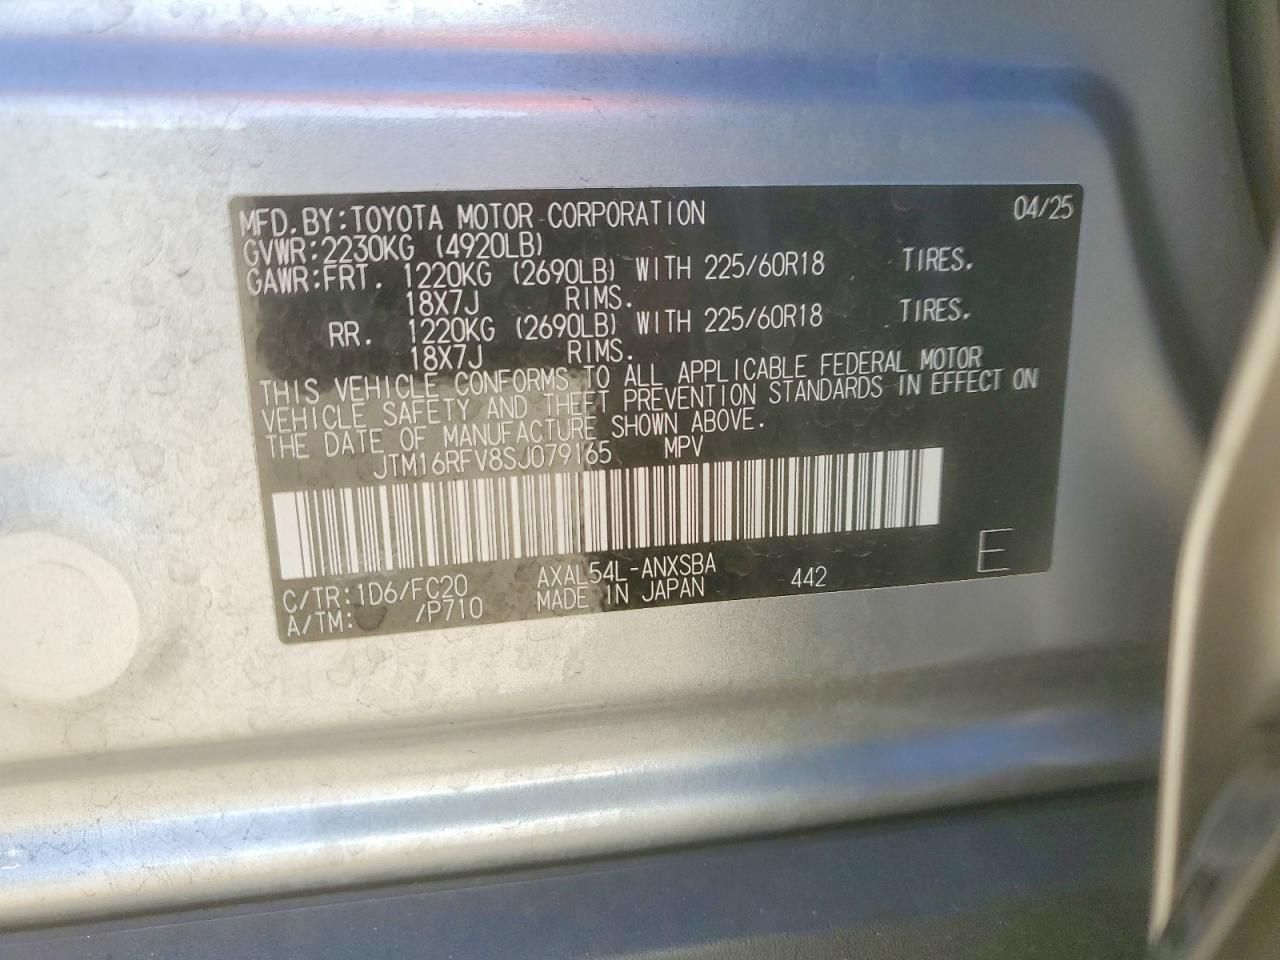 MFD.BY:TOYOTA MOTOR CORPORATION 04/25
GVWR:2230KG (4920LB)
GAWR:FRT. 1220KG (2690LB) WITH 225/60R18 TIRES.
18X7J RIMS.
RR. 1220KG (2690LB) WITH 225/60R18 TIRES.
18X7J RIMS.
THIS VEHICLE CONFORMS TO ALL APPLICABLE FEDERAL MOTOR
VEHICLE SAFETY AND THEFT PREVENTION STANDARDS IN EFFECT ON
THE DATE OF MANUFACTURE SHOWN ABOVE.
JTM16RFV8SJ079165 MPV
E
C/TR:1D6/FC20 AXAL54L-ANXSBA 442
A/TM: /P710 MADE IN JAPAN